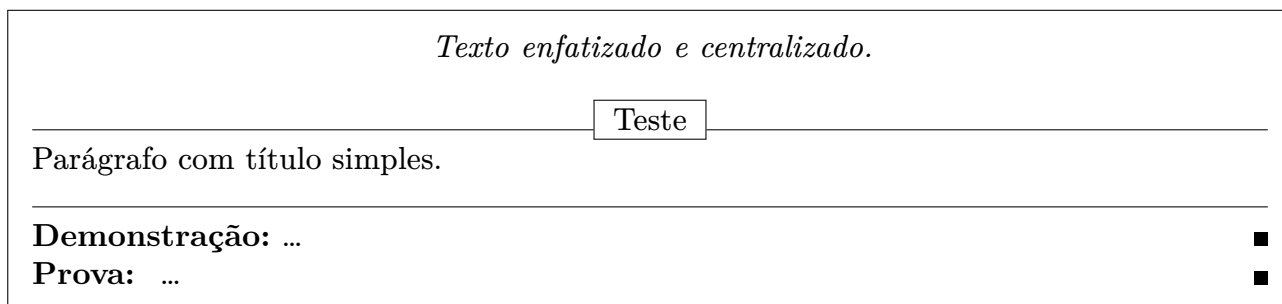 Texto enfatizado e centralizado.
Teste
Parágrafo com título simples.
Demonstração: … ■
Prova: … ■